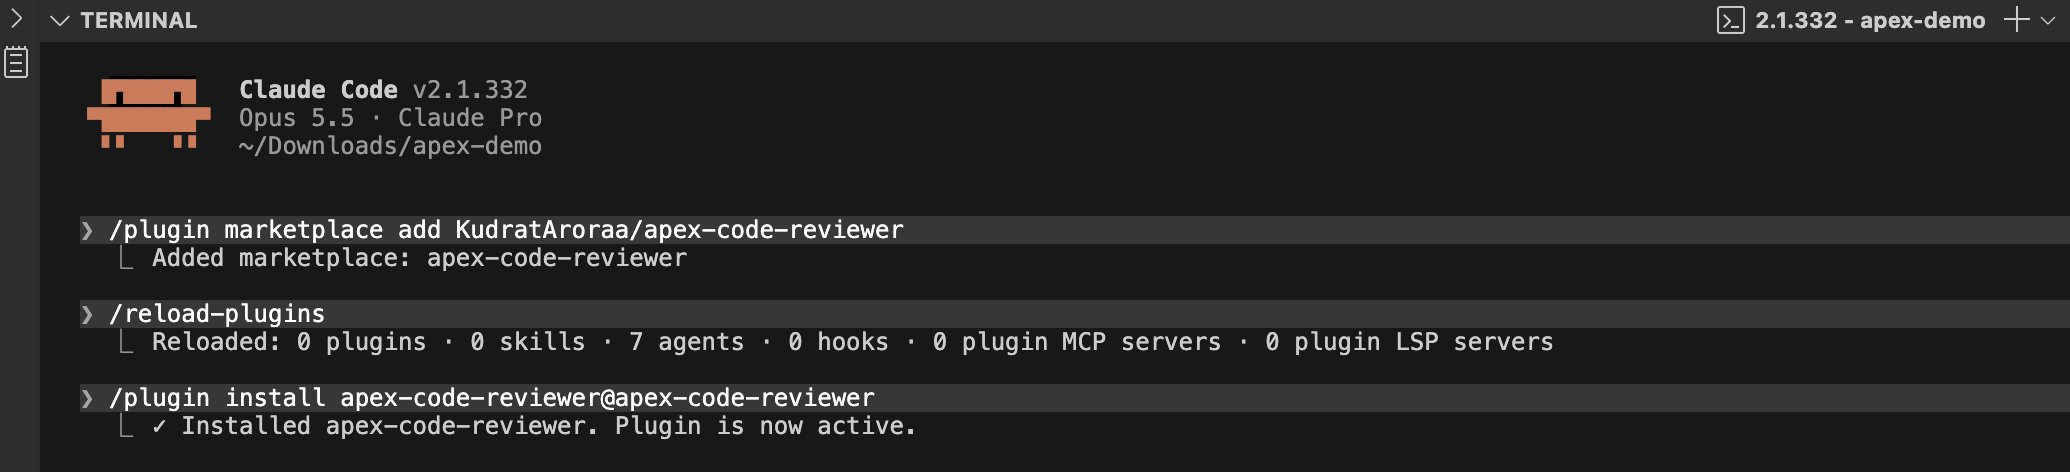 TERMINAL
2.1.332 - apex-demo
Claude Code v2.1.332
Opus 5.5 · Claude Pro
~/Downloads/apex-demo
❯ /plugin marketplace add KudratAroraa/apex-code-reviewer
⎿ Added marketplace: apex-code-reviewer
❯ /reload-plugins
⎿ Reloaded: 0 plugins · 0 skills · 7 agents · 0 hooks · 0 plugin MCP servers · 0 plugin LSP servers
❯ /plugin install apex-code-reviewer@apex-code-reviewer
⎿ ✓ Installed apex-code-reviewer. Plugin is now active.